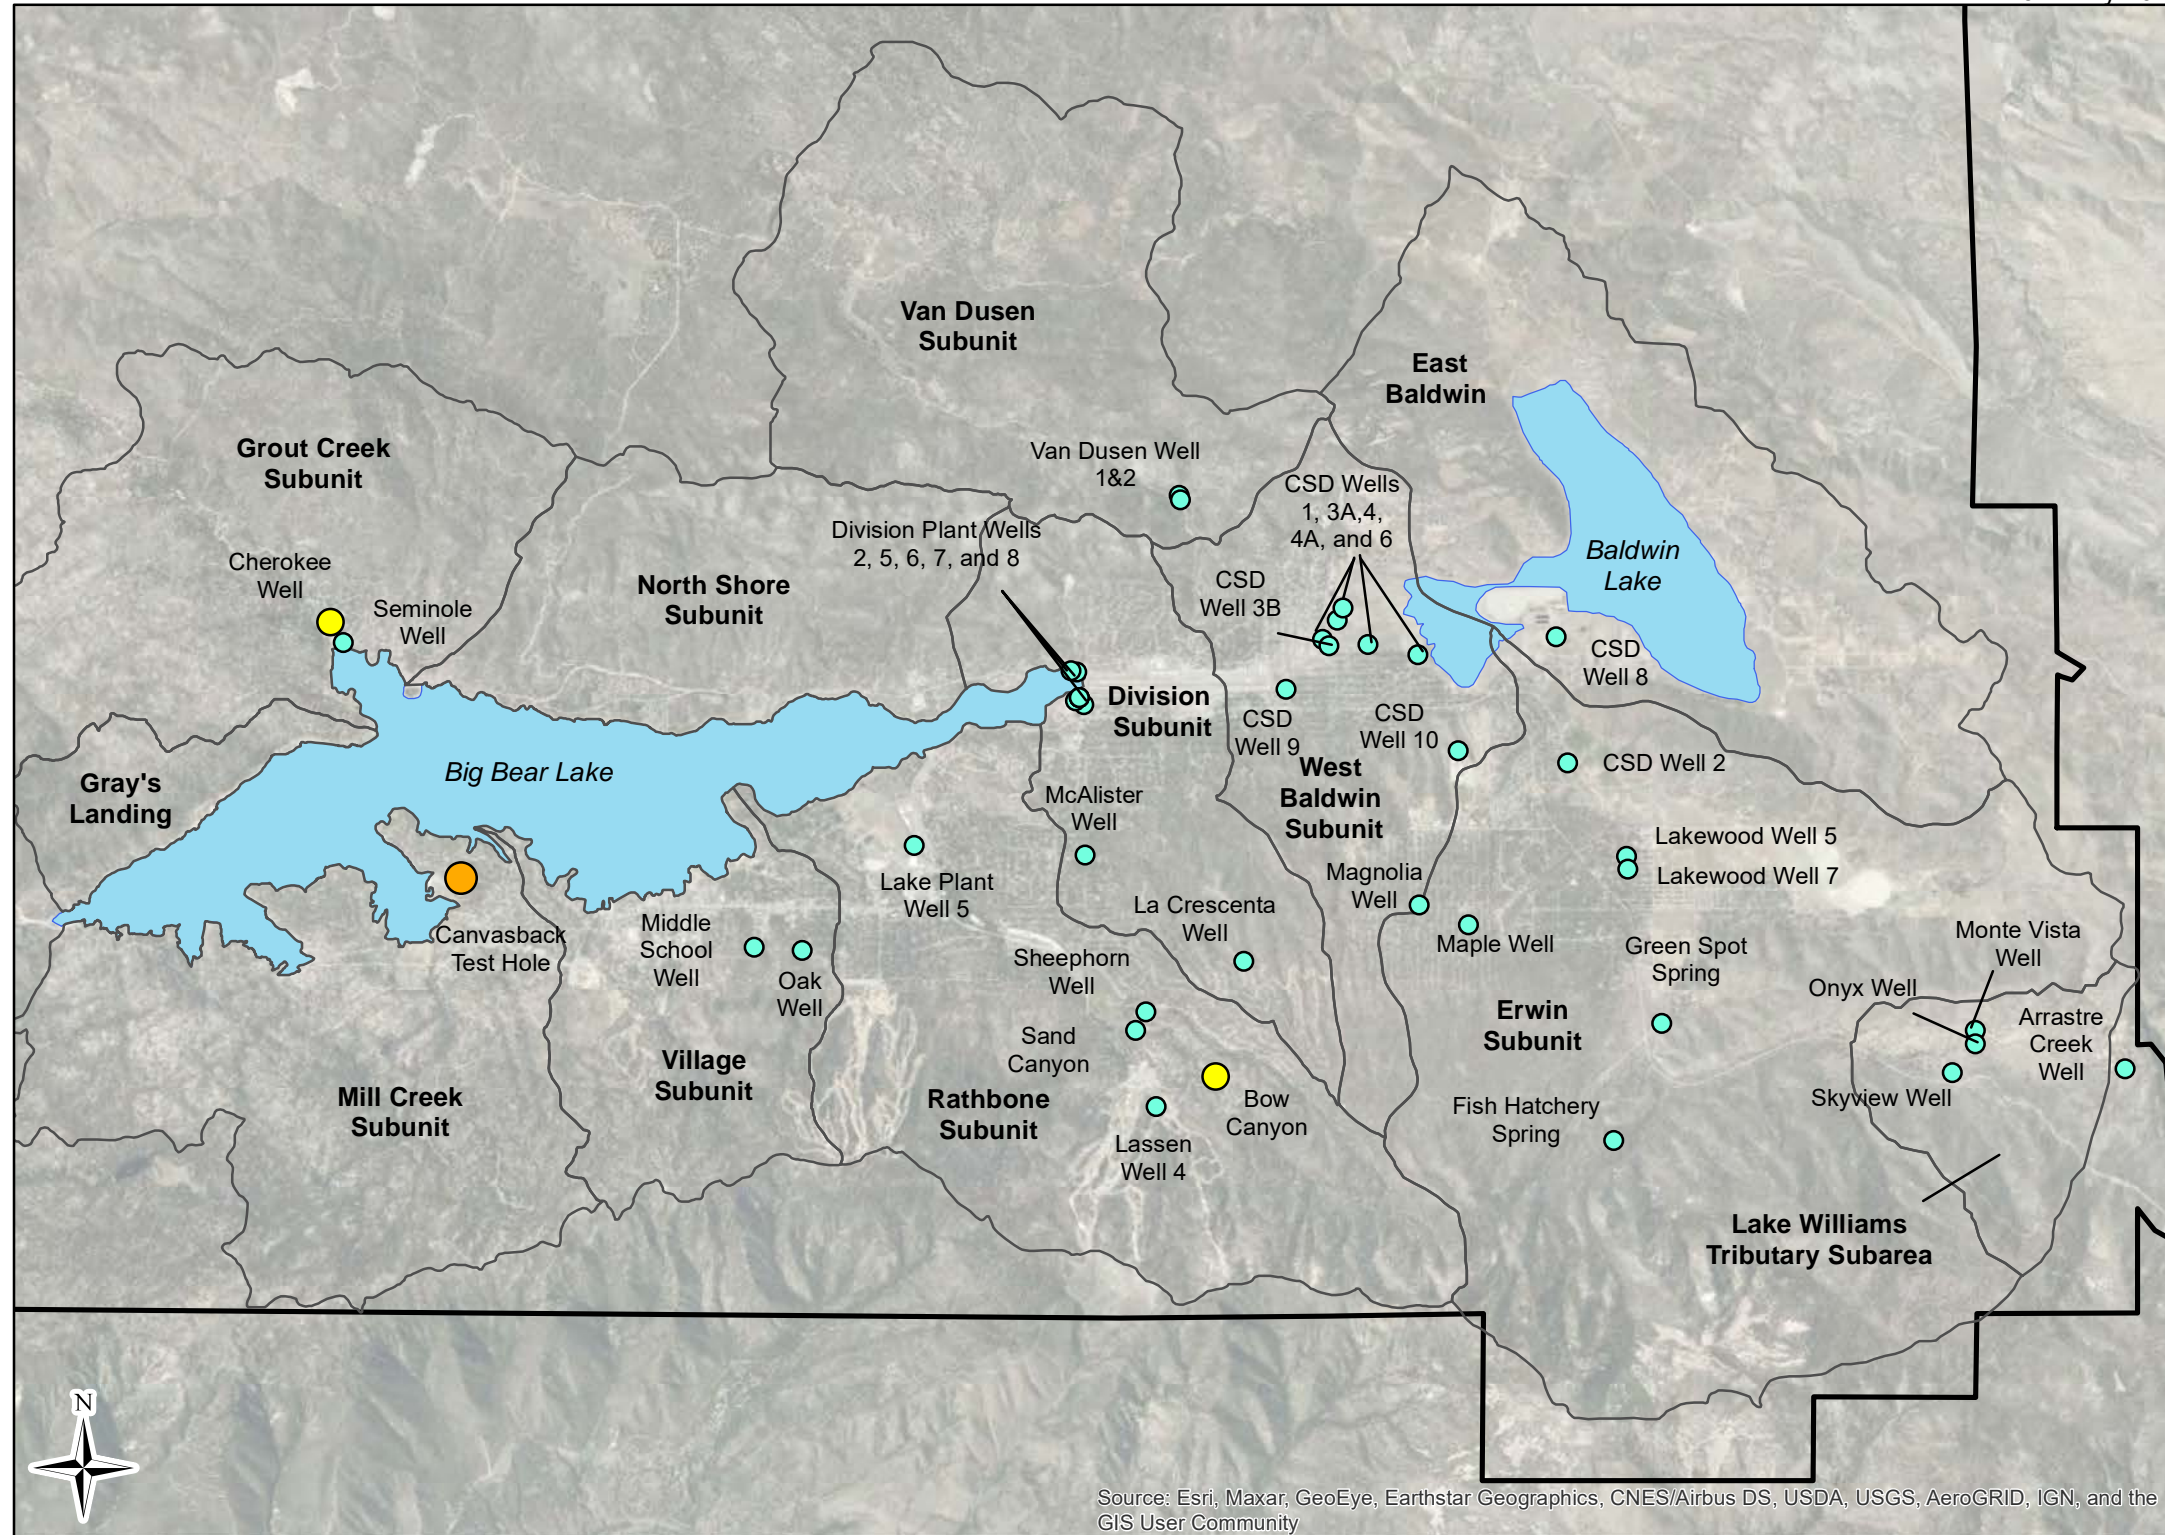 Van Dusen
Subunit
East
Baldwin
Grout Creek
Subunit
Van Dusen Well
1&2
CSD Wells
1, 3A,4,
4A, and 6
Division Plant Wells
2, 5, 6, 7, and 8
Cherokee
Well
Seminole
Well
North Shore
Subunit
CSD
Well 3B
Baldwin
Lake
CSD
Well 8
Division
Subunit
CSD
Well 9
CSD
Well 10
CSD Well 2
Gray's
Landing
Big Bear Lake
West
Baldwin
Subunit
McAlister
Well
Lakewood Well 5
Lakewood Well 7
Lake Plant
Well 5
Magnolia
Well
La Crescenta
Well
Maple Well
Canvasback
Test Hole
Middle
School
Well
Oak
Well
Sheephorn
Well
Green Spot
Spring
Monte Vista
Well
Onyx Well
Arrastre
Creek
Well
Erwin
Subunit
Sand
Canyon
Village
Subunit
Mill Creek
Subunit
Rathbone
Subunit
Bow
Canyon
Lassen
Well 4
Fish Hatchery
Spring
Skyview Well
Lake Williams
Tributary Subarea
N
Source: Esri, Maxar, GeoEye, Earthstar Geographics, CNES/Airbus DS, USDA, USGS, AeroGRID, IGN, and the
GIS User Community